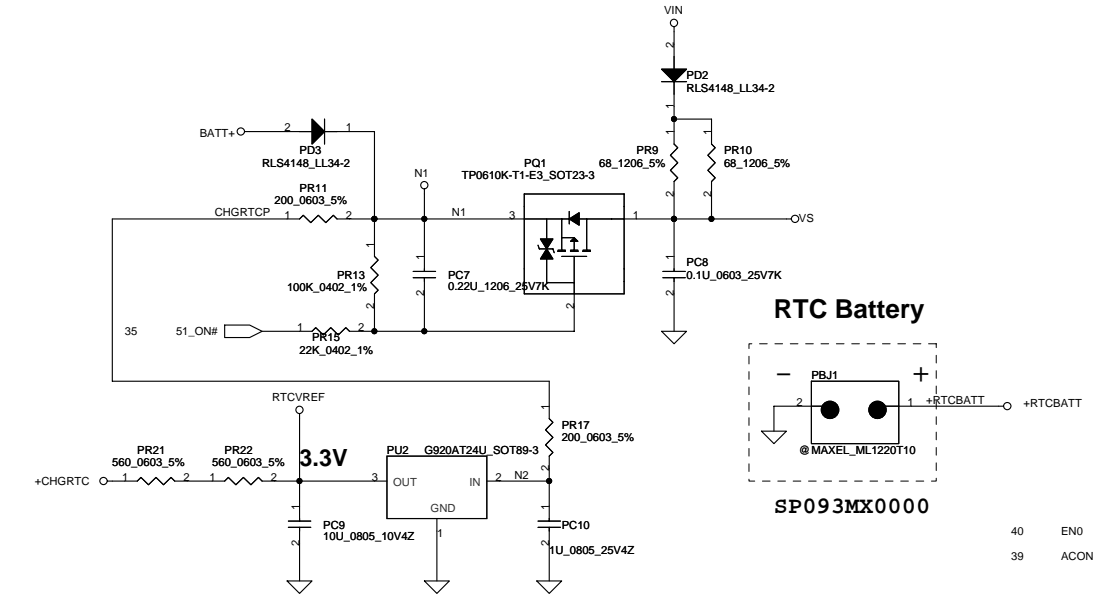 VIN
2
PD2
RLS4148_LL34-2
1
BATT+
2
1
PD3
RLS4148_LL34-2
1
1
PR9
68_1206_5%
PR10
68_1206_5%
2
2
N1
PQ1
TP0610K-T1-E3_SOT23-3
PR11
200_0603_5%
CHGRTCP
1
2
N1
3
1
VS
1
PR13
100K_0402_1%
2
1
PC7
0.22U_1206_25V7K
2
2
1
PC8
0.1U_0603_25V7K
2
35
51_ON#
1
2
PR15
22K_0402_1%
RTC Battery
-
+
PBJ1
2
1
+RTCBATT
+RTCBATT
@MAXEL_ML1220T10
SP093MX0000
RTCVREF
1
PR17
200_0603_5%
2
PR21
560_0603_5%
PR22
560_0603_5%
3.3V
PU2
G920AT24U_SOT89-3
+CHGRTC
1
2
1
2
3
OUT
IN
2
N2
GND
1
1
PC9
10U_0805_10V4Z
2
1
PC10
1U_0805_25V4Z
2
40
EN0
39
ACON